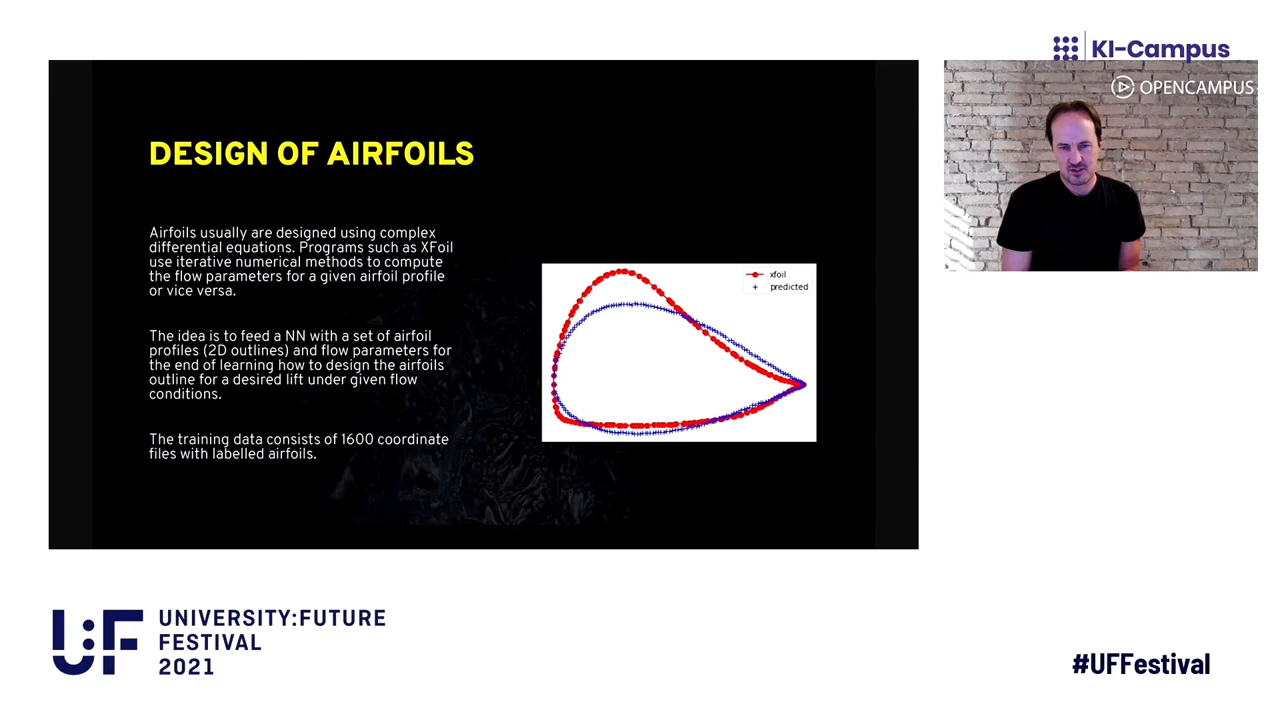 KI-Campus
OPENCAMPUS
DESIGN OF AIRFOILS
Airfoils usually are designed using complex
differential equations. Programs such as XFoil
use iterative numerical methods to compute
the flow parameters for a given airfoil profile
or vice versa.
The idea is to feed a NN with a set of airfoil
profiles (2D outlines) and flow parameters for
the end of learning how to design the airfoils
outline for a desired lift under given flow
conditions.
The training data consists of 1600 coordinate
files with labelled airfoils.
xfoil
predicted
U:F
UNIVERSITY:FUTURE
FESTIVAL
2021
#UFFestival